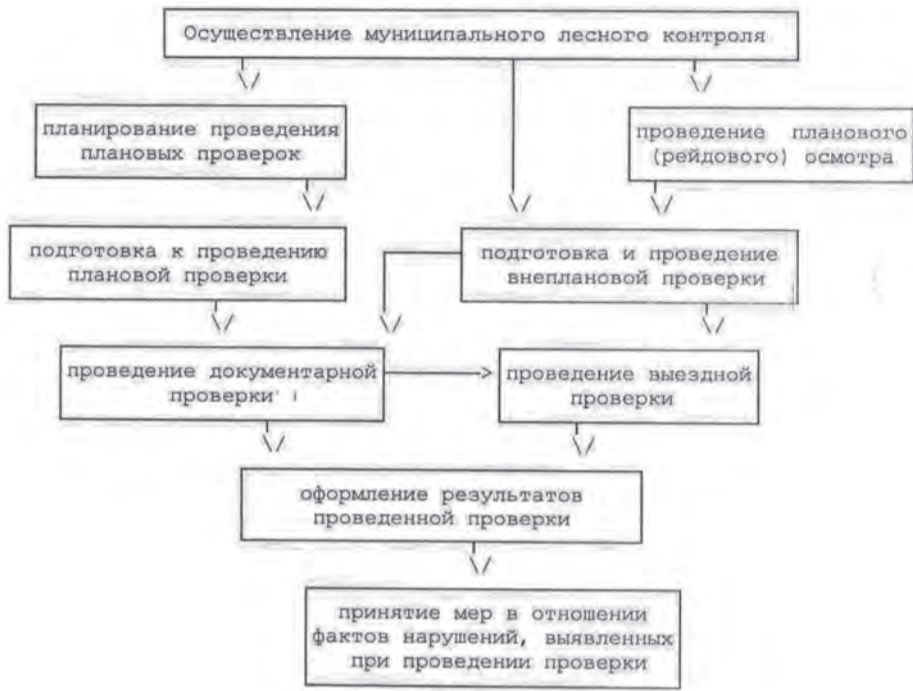 Осуществление муниципального лесного контроля
планирование проведения
плановых проверок
проведение планового
(рейдового) осмотра
подготовка к проведению
плановой проверки
подготовка и проведение
внеплановой проверки
проведение документарной
проверки
проведение выездной
проверки
оформление результатов
проведенной проверки
принятие мер в отношении
фактов нарушений, выявленных
при проведении проверки